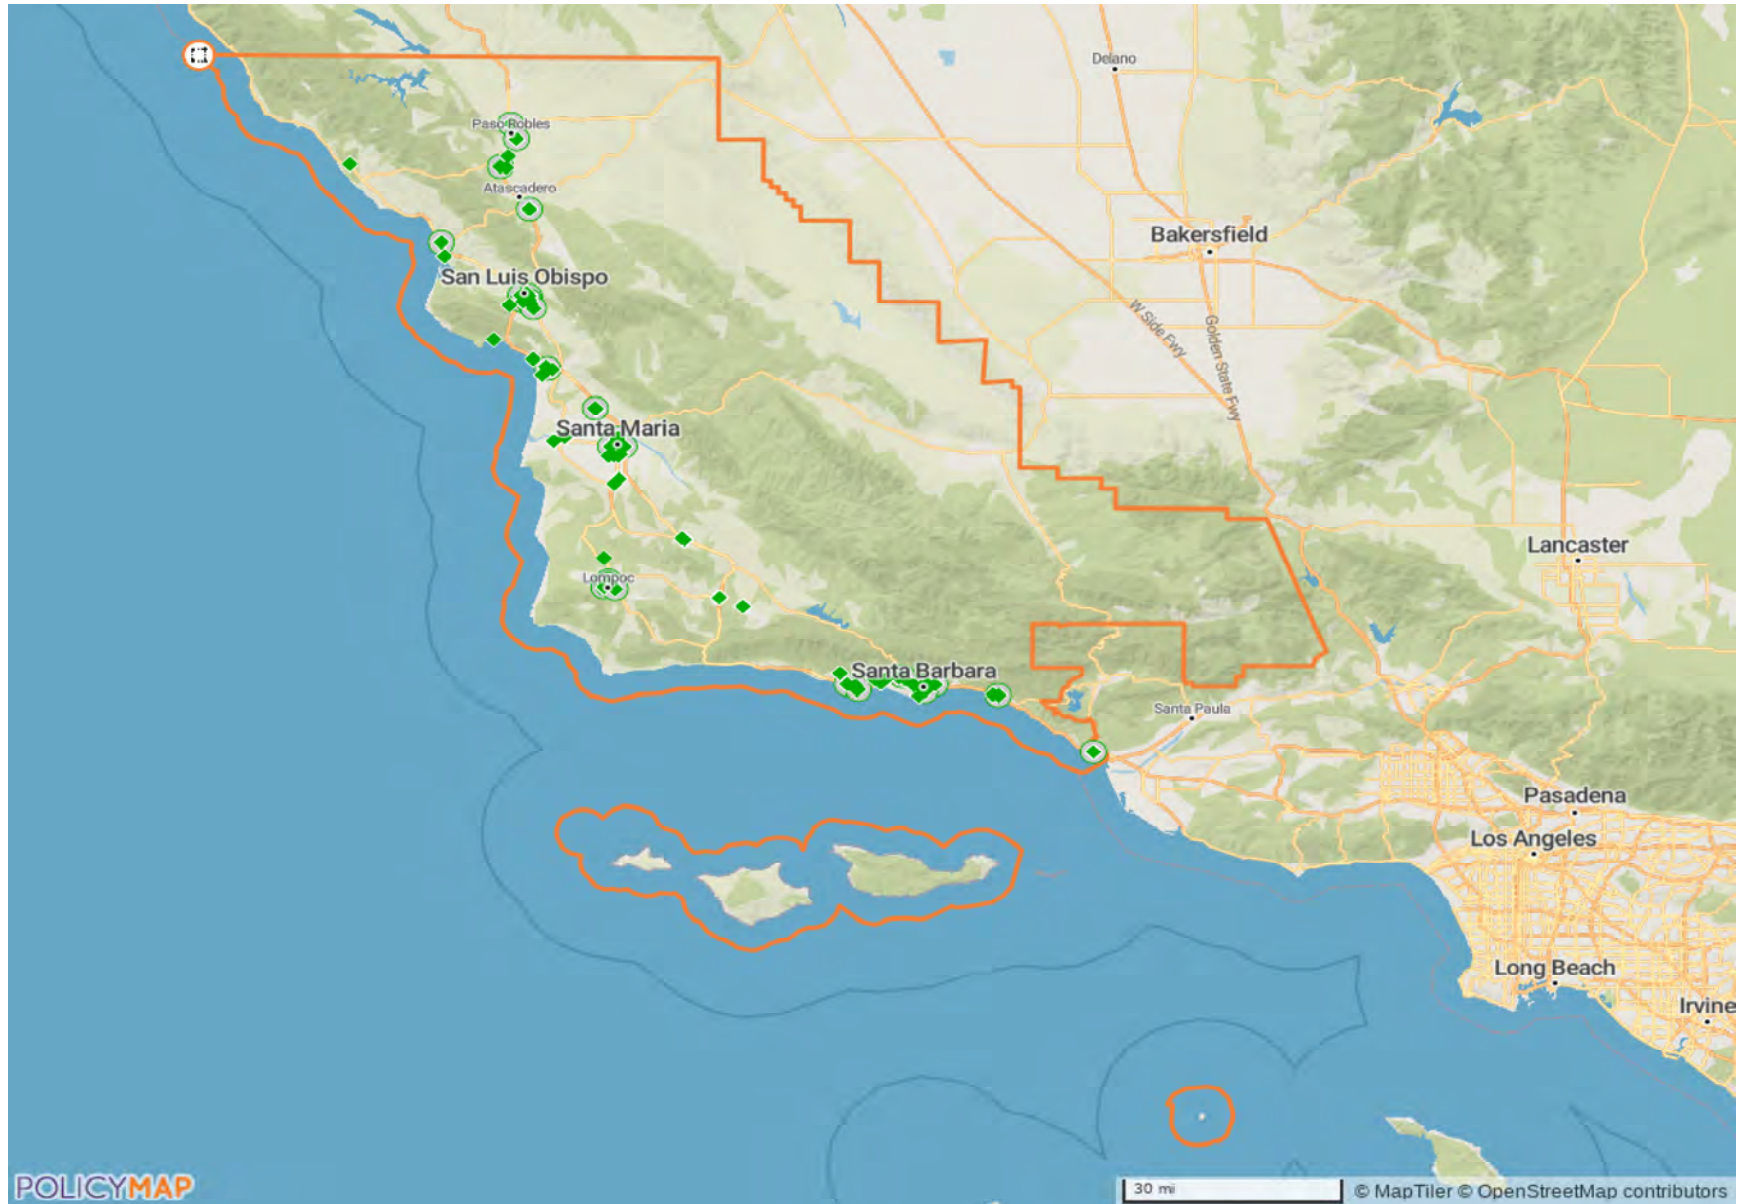 Delano
Paso Robles
Atascadero
Bakersfield
San Luis Obispo
W Side Fwy
Golden State Fwy
Santa Maria
Lancaster
Lompoc
Santa Barbara
Santa Paula
Pasadena
Los Angeles
Long Beach
Irvine
POLICYMAP
30 mi
© MapTiler © OpenStreetMap contributors